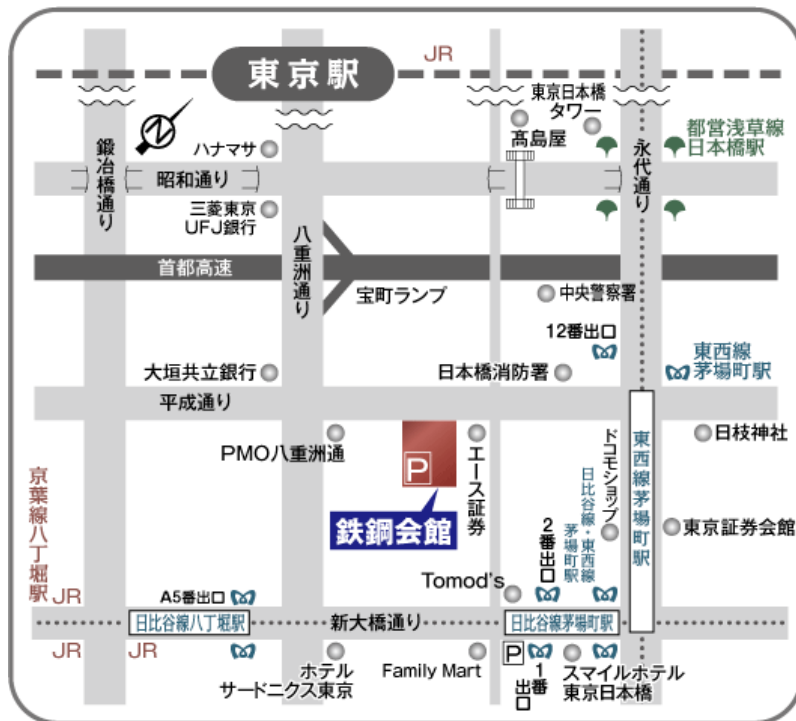 JR
東京駅
東京日本橋
タワー
髙島屋
都営浅草線
日本橋駅
永代通り
鍛冶橋通り
ハナマサ
昭和通り
三菱東京
UFJ銀行
八重洲通り
首都高速
宝町ランプ
中央警察署
12番出口
東西線
茅場町駅
大垣共立銀行
日本橋消防署
平成通り
PMO八重洲通
P
エース証券
ドコモショップ
日比谷線・東西線
茅場町駅
東西線茅場町駅
日枝神社
鉄鋼会館
2番出口
東京証券会館
京葉線八丁堀駅
Tomod's
JR
A5番出口
日比谷線八丁堀駅
新大橋通り
日比谷線茅場町駅
JR
JR
ホテル
サードニクス東京
Family Mart
P
1番
出口
スマイルホテル
東京日本橋